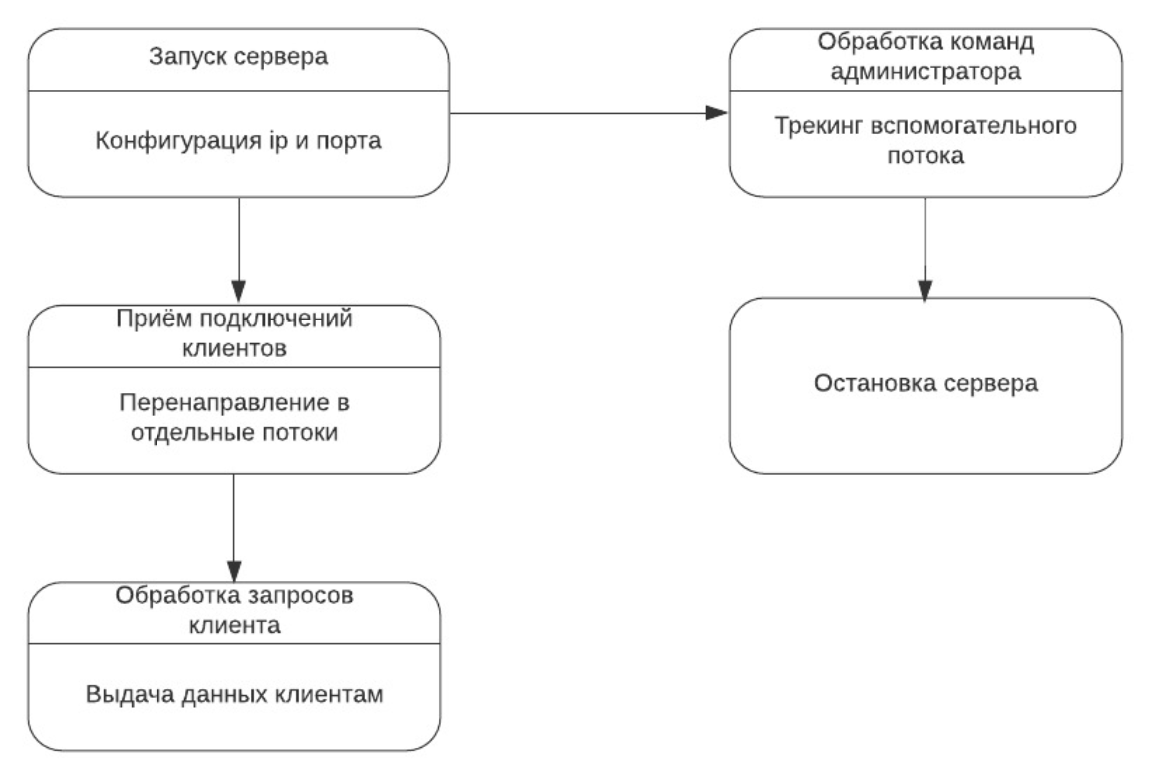 Запуск сервера
Конфигурация ip и порта
Обработка команд
администратора
Трекинг вспомогательного
потока
Приём подключений
клиентов
Перенаправление в
отдельные потоки
Остановка сервера
Обработка запросов
клиента
Выдача данных клиентам